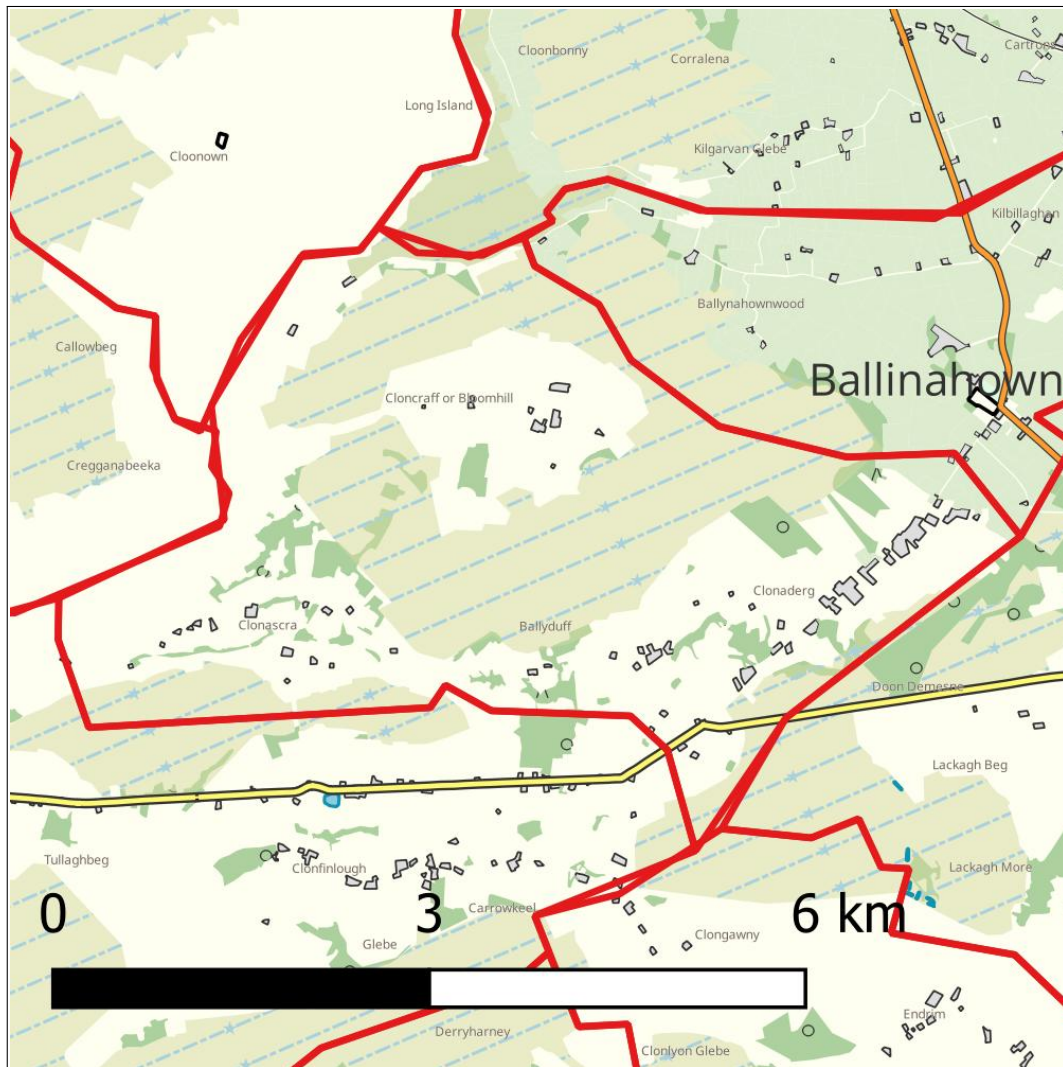 Cloonbonny
Corralena
Cartrons
Long Island
Kilgarvan Glebe
Cloonown
Kilbillaghan
Ballynahownwood
Callowbeg
Ballinahown
Cloncraff or Bloomhill
Cregganabeeka
Clonaderg
Clonascra
Ballyduff
Doon Demesne
Lackagh Beg
Tullaghbeg
Clonfinlough
Lackagh More
0
3
6 km
Carrowkeel
Glebe
Clongawny
Endrim
Derryharney
Clonlyon Glebe